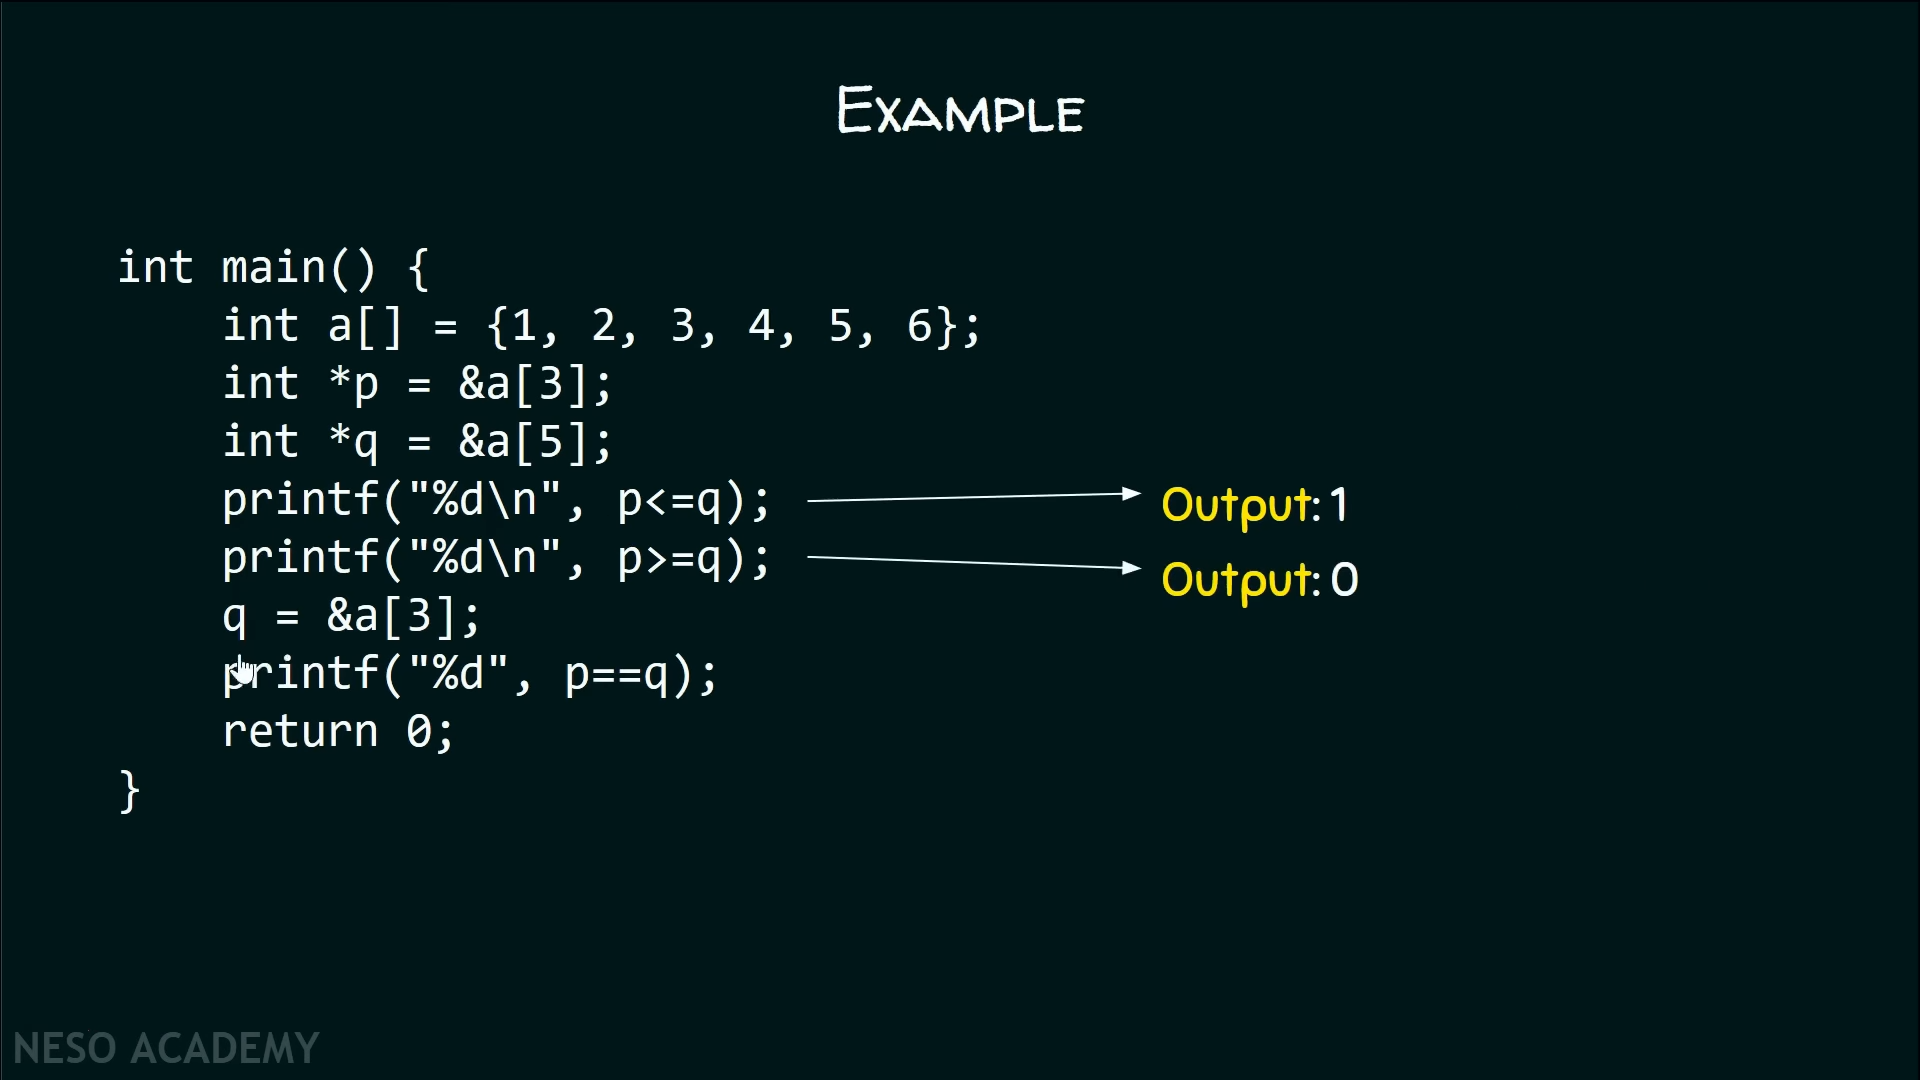 EXAMPLE
int main() {
int a[] = {1, 2, 3, 4, 5, 6};
int *p = &a[3];
int *q = &a[5];
printf("%d\n", p<=q);
Output: 1
printf("%d\n", p>=q);
Output: 0
q = &a[3];
printf("%d", p==q);
return 0;
}
NESO ACADEMY